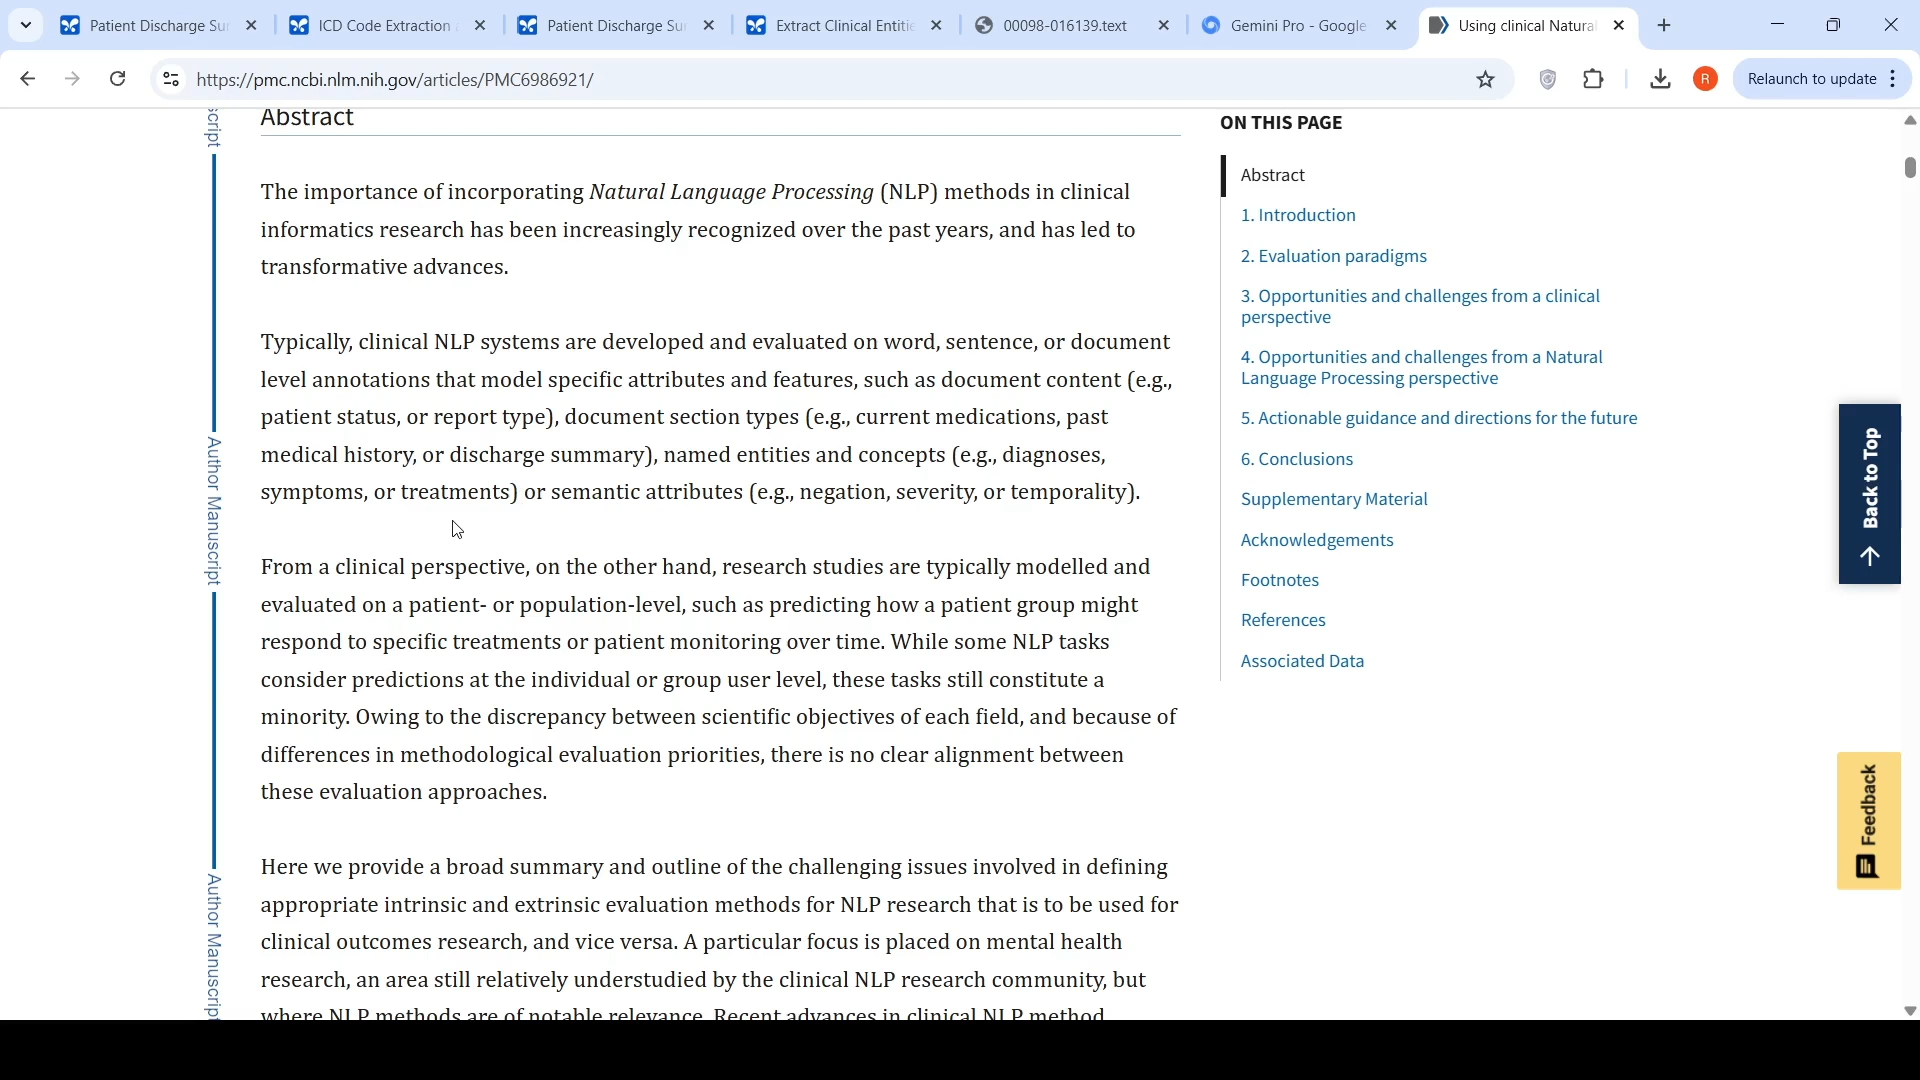 Patient Discharge Su
ICD Code Extraction
Patient Discharge Su
Extract Clinical Entiti
00098-016139.text
Gemini Pro - Google
Using clinical Natural
https://pmc.ncbi.nlm.nih.gov/articles/PMC6986921/
R
Relaunch to update
Abstract
The importance of incorporating Natural Language Processing (NLP) methods in clinical
informatics research has been increasingly recognized over the past years, and has led to
transformative advances.
Typically, clinical NLP systems are developed and evaluated on word, sentence, or document
level annotations that model specific attributes and features, such as document content (e.g.,
patient status, or report type), document section types (e.g., current medications, past
medical history, or discharge summary), named entities and concepts (e.g., diagnoses,
symptoms, or treatments) or semantic attributes (e.g., negation, severity, or temporality).
From a clinical perspective, on the other hand, research studies are typically modelled and
evaluated on a patient- or population-level, such as predicting how a patient group might
respond to specific treatments or patient monitoring over time. While some NLP tasks
consider predictions at the individual or group user level, these tasks still constitute a
minority. Owing to the discrepancy between scientific objectives of each field, and because of
differences in methodological evaluation priorities, there is no clear alignment between
these evaluation approaches.
Here we provide a broad summary and outline of the challenging issues involved in defining
appropriate intrinsic and extrinsic evaluation methods for NLP research that is to be used for
clinical outcomes research, and vice versa. A particular focus is placed on mental health
research, an area still relatively understudied by the clinical NLP research community, but
where NLP methods are of notable relevance. Recent advances in clinical NLP method
script
Author Manuscript
Author Manuscript
ON THIS PAGE
Abstract
1. Introduction
2. Evaluation paradigms
3. Opportunities and challenges from a clinical
perspective
4. Opportunities and challenges from a Natural
Language Processing perspective
5. Actionable guidance and directions for the future
6. Conclusions
Supplementary Material
Acknowledgements
Footnotes
References
Associated Data
Back to Top
Feedback